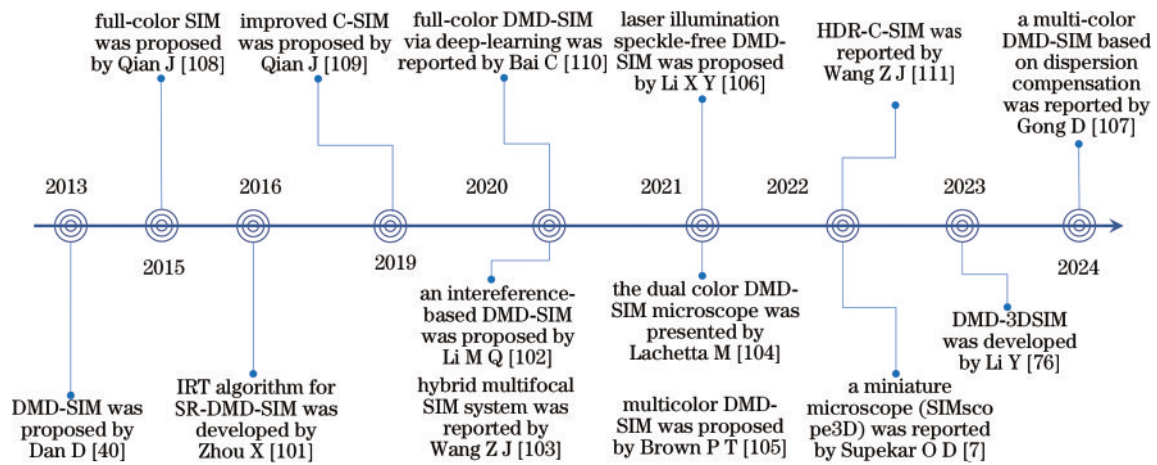 full-color SIM
was proposed
by Qian J [108]
improved C-SIM
was proposed by
Qian J [109]
full-color DMD-SIM
via deep-learning was
reported by Bai C [110]
laser illumination
speckle-free DMD-
SIM was proposed
by Li X Y [106]
HDR-C-SIM was
reported by
Wang Z J [111]
a multi-color
DMD-SIM based
on dispersion
compensation
was reported by
Gong D [107]
2013
2016
2020
2021
2022
2023
2015
2019
2024
DMD-SIM was
proposed by
Dan D [40]
IRT algorithm for
SR-DMD-SIM was
developed by
Zhou X [101]
an intereference-
based DMD-SIM
was proposed by
Li M Q [102]
hybrid multifocal
SIM system was
reported by
Wang Z J [103]
the dual color DMD-
SIM microscope was
presented by
Lachetta M [104]
multicolor DMD-
SIM was proposed
by Brown P T [105]
a miniature
microscope (SIMsco
pe3D) was reported
by Supekar O D [7]
DMD-3DSIM
was developed
by Li Y [76]